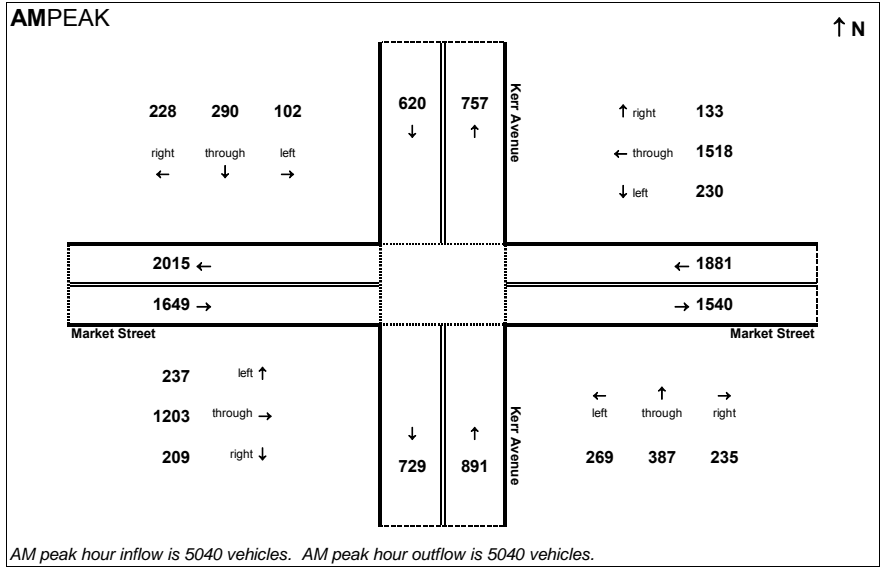 AM PEAK
↑ N
228 290 102
right through left
← ↓ →
620 757
↓ ↑
Kerr Avenue
↑ right 133
← through 1518
↓ left 230
2015 ←
← 1881
1649 →
→ 1540
Market Street
Market Street
237 left ↑
1203 through →
209 right ↓
↓ ↑
729 891
Kerr Avenue
← ↑ →
left through right
269 387 235
AM peak hour inflow is 5040 vehicles. AM peak hour outflow is 5040 vehicles.